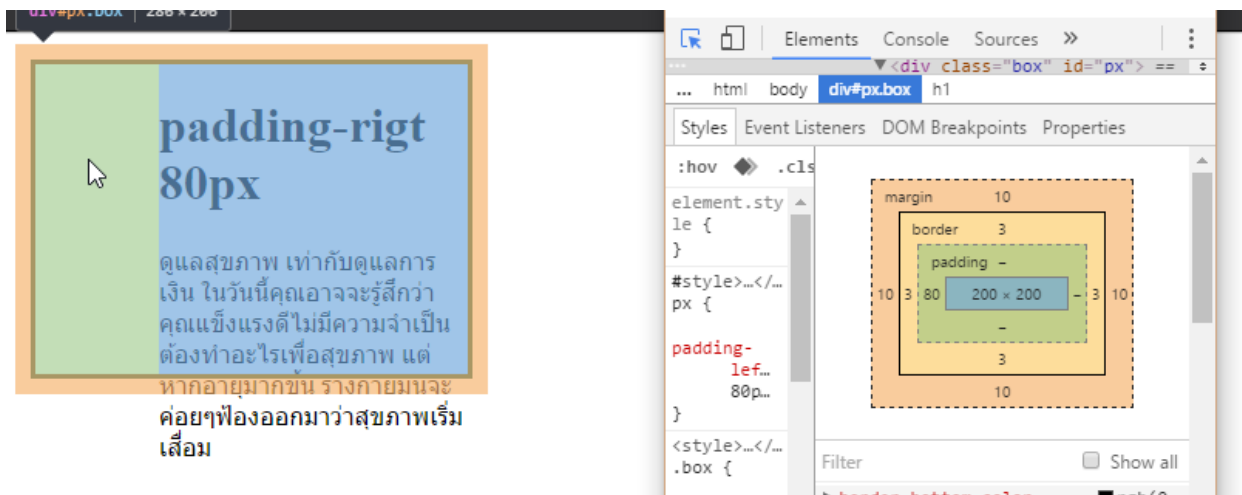 div#px.box | 286 × 206
padding-rigt
80px
ดูแลสุขภาพ เท่ากับดูแลการ
เงิน ในวันนี้คุณอาจจะรู้สึกว่า
คุณแข็งแรงดีไม่มีความจำเป็น
ต้องทำอะไรเพื่อสุขภาพ แต่
หากอายุมากขึ้น ร่างกายมันจะ
ค่อยๆฟ้องออกมาว่าสุขภาพเริ่ม
เสื่อม
Elements Console Sources »
... ▼<div class="box" id="px"> ==
... html body div#px.box h1
Styles Event Listeners DOM Breakpoints Properties
:hov .cls
element.sty
le {
}
#style>…</…
px {
padding-
lef…
80p…
}
<style>…</…
.box {
margin 10
border 3
padding –
10 3 80 200 × 200 – 3 10
–
3
10
Filter Show all